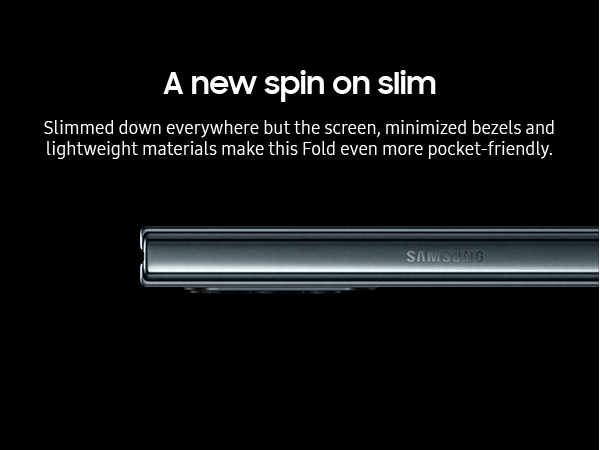 A new spin on slim
Slimmed down everywhere but the screen, minimized bezels and
lightweight materials make this Fold even more pocket-friendly.
SAMSUNG